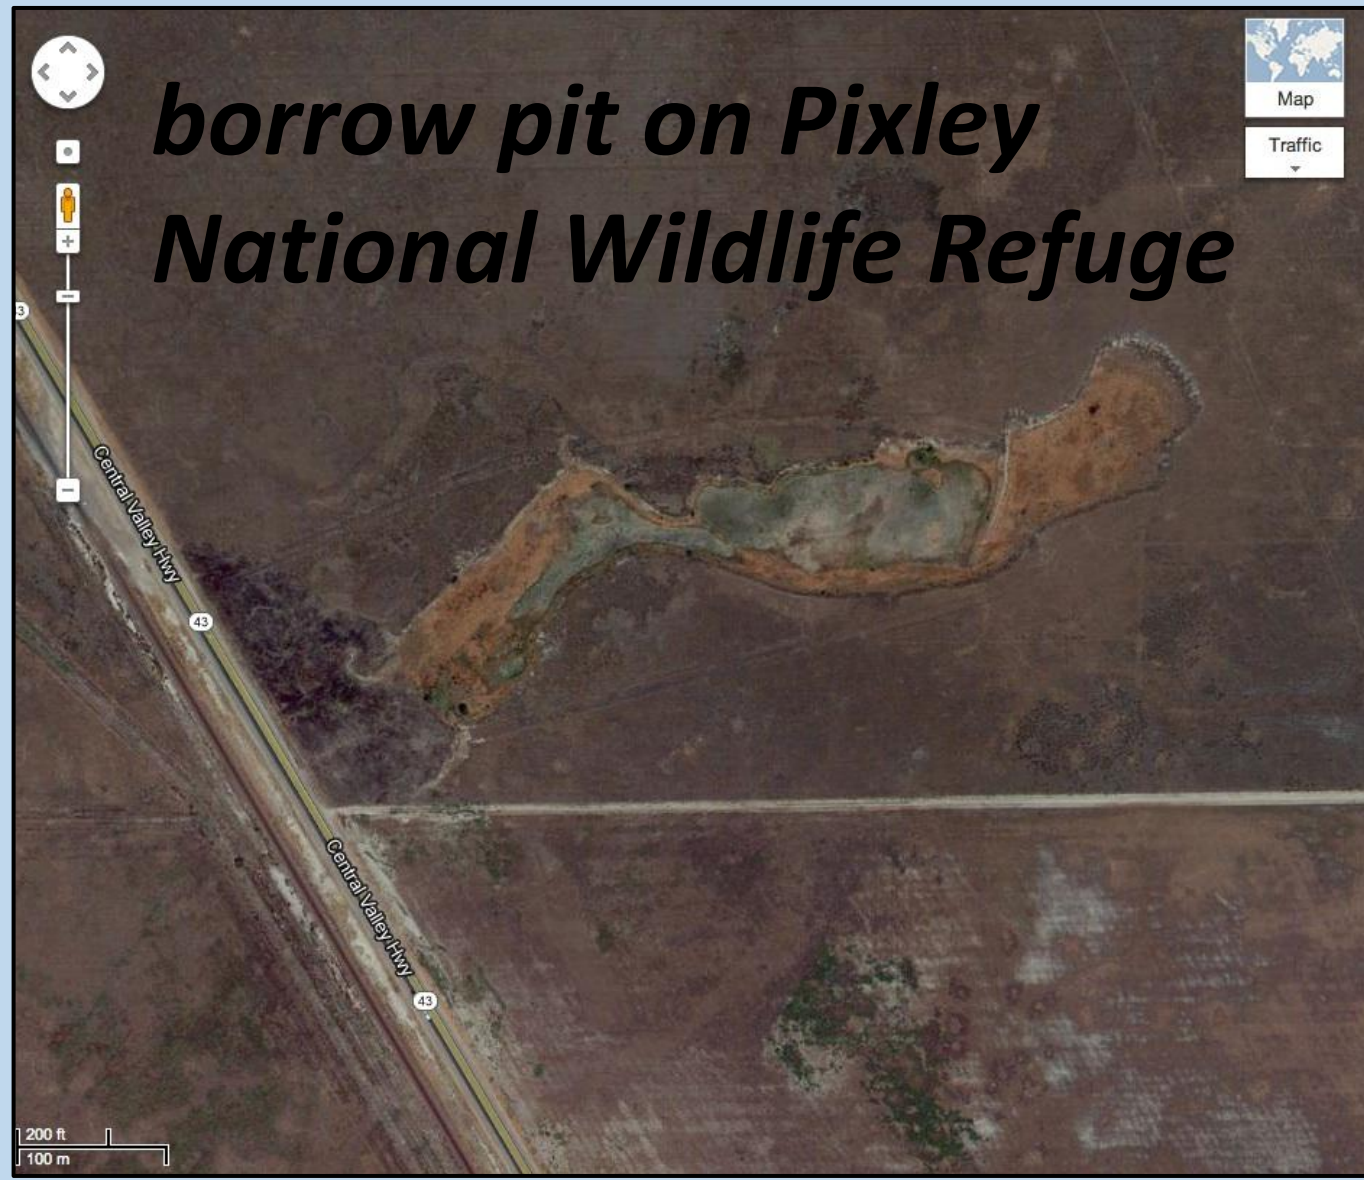 borrow pit on Pixley
National Wildlife Refuge
Map
Traffic
3
Central Valley Hwy
43
Central Valley Hwy
43
200 ft
100 m